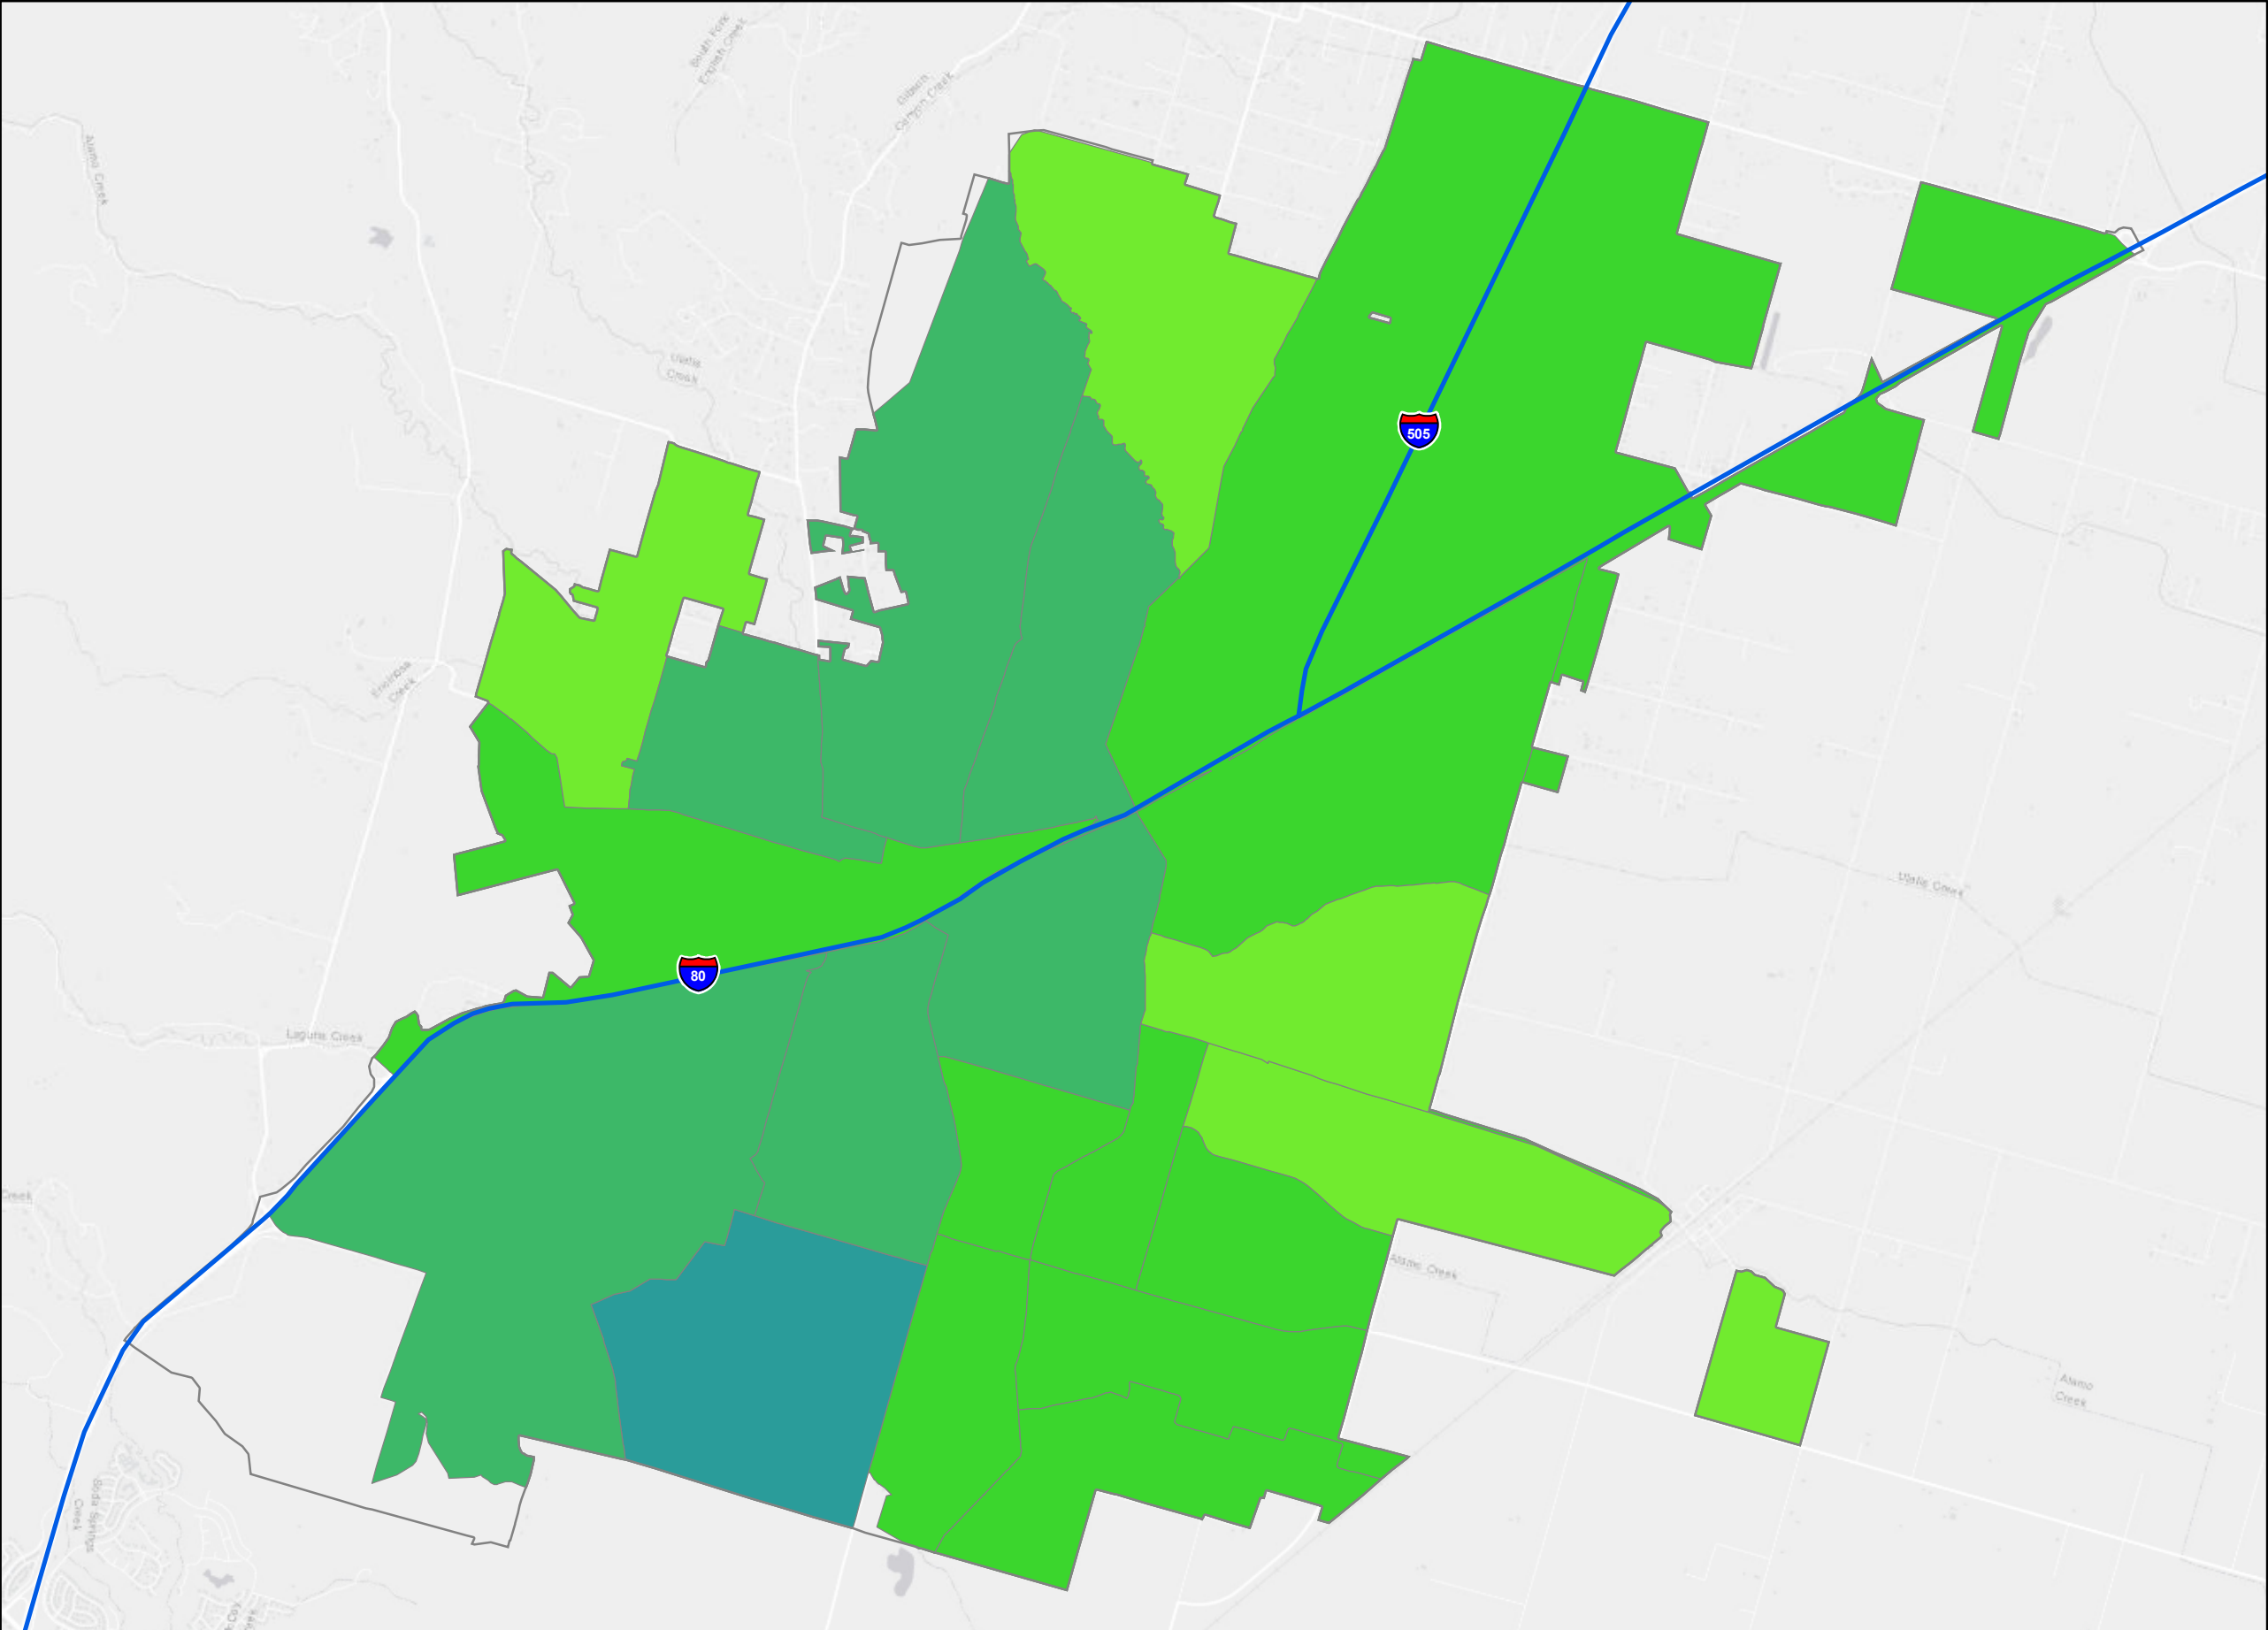 South Fork
English Creek
Gibson
Canyon Creek
Alamo Creek
Ulatis
Creek
505
Encinosa
Creek
Ulatis Creek
80
Laguna Creek
Creek
Alamo Creek
Alamo
Creek
Soda Springs
Creek